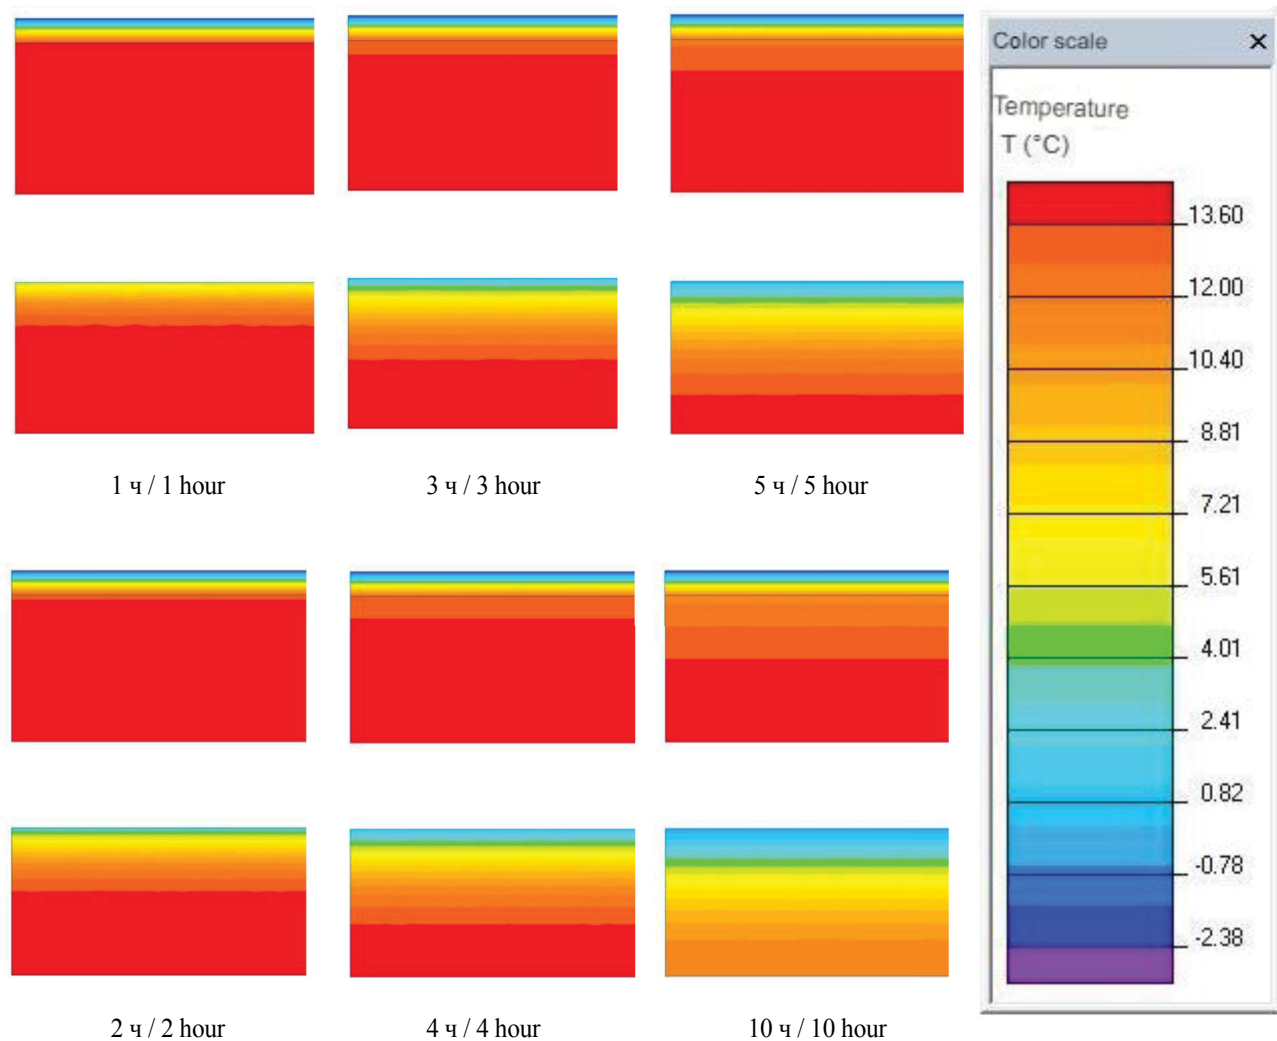 Color scale ×
Temperature
T (°C)
13.60
12.00
10.40
8.81
7.21
5.61
4.01
2.41
0.82
-0.78
-2.38
1 ч / 1 hour
3 ч / 3 hour
5 ч / 5 hour
2 ч / 2 hour
4 ч / 4 hour
10 ч / 10 hour